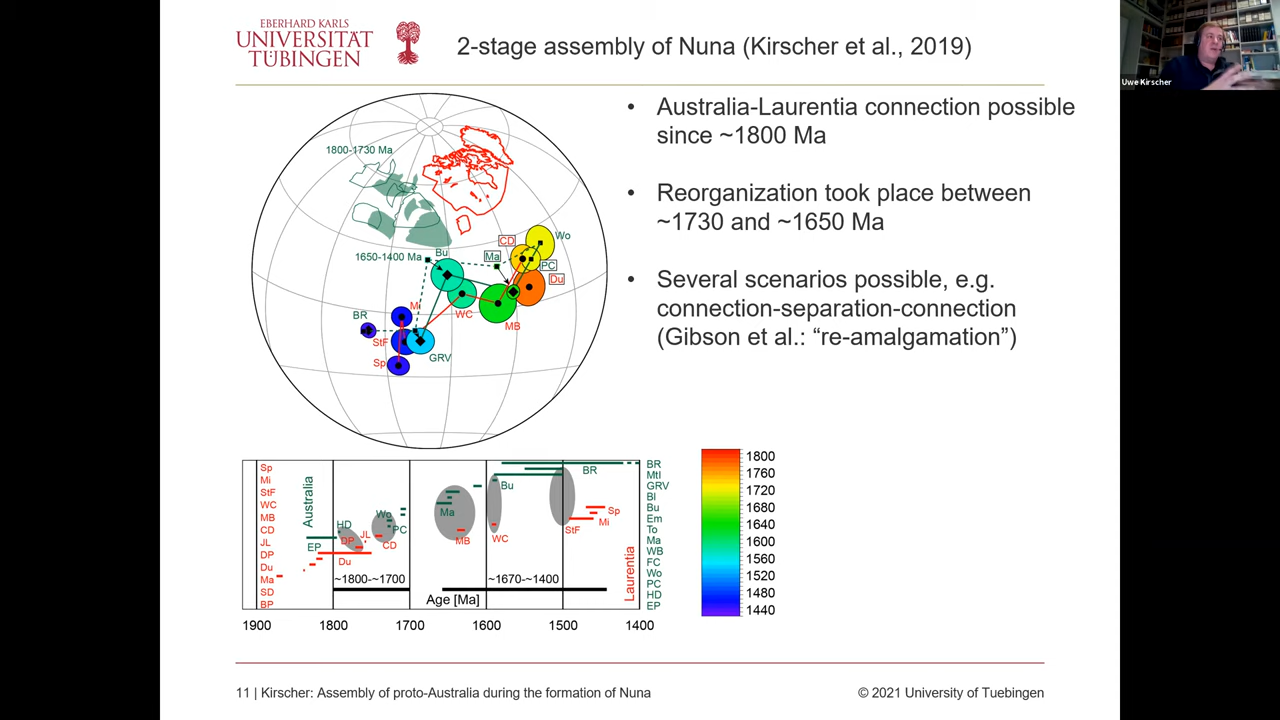 EBERHARD KARLS
UNIVERSITÄT
TÜBINGEN
2-stage assembly of Nuna (Kirscher et al., 2019)
Uwe Kirscher
• Australia-Laurentia connection possible
since ~1800 Ma
• Reorganization took place between
~1730 and ~1650 Ma
• Several scenarios possible, e.g.
connection-separation-connection
(Gibson et al.: “re-amalgamation”)
1800-1730 Ma
1650-1400 Ma
Bu
Ma
CD
Wo
PC
Du
WC
MB
Mi
BR
StF
Sp
GRV
Sp
Mi
StF
WC
MB
CD
JL
DP
Du
Ma
SD
BP
Australia
HD
EP
DP
JL
Du
Wo
PC
CD
Ma
MB
Bu
WC
BR
StF
Sp
Mi
~1800-~1700
~1670-~1400
Age [Ma]
Laurentia
BR
Mtl
GRV
Bl
Bu
Em
To
Ma
WB
FC
Wo
PC
HD
EP
1900 1800 1700 1600 1500 1400
1800
1760
1720
1680
1640
1600
1560
1520
1480
1440
11 | Kirscher: Assembly of proto-Australia during the formation of Nuna
© 2021 University of Tuebingen